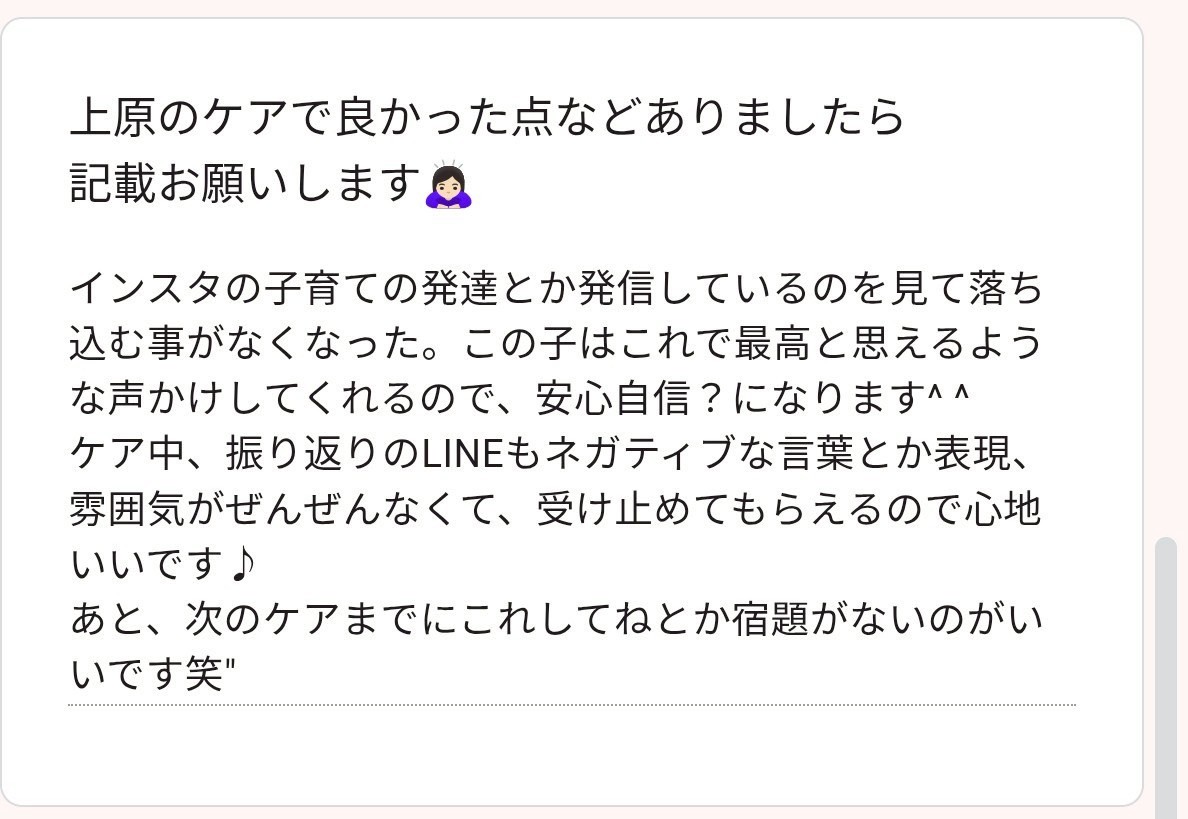 上原のケアで良かった点などありましたら
記載お願いします🙇🏻‍♀️
インスタの子育ての発達とか発信しているのを見て落ち
込む事がなくなった。この子はこれで最高と思えるよう
な声かけしてくれるので、安心自信？になります^ ^
ケア中、振り返りのLINEもネガティブな言葉とか表現、
雰囲気がぜんぜんなくて、受け止めてもらえるので心地
いいです♪
あと、次のケアまでにこれしてねとか宿題がないのがい
いです笑"